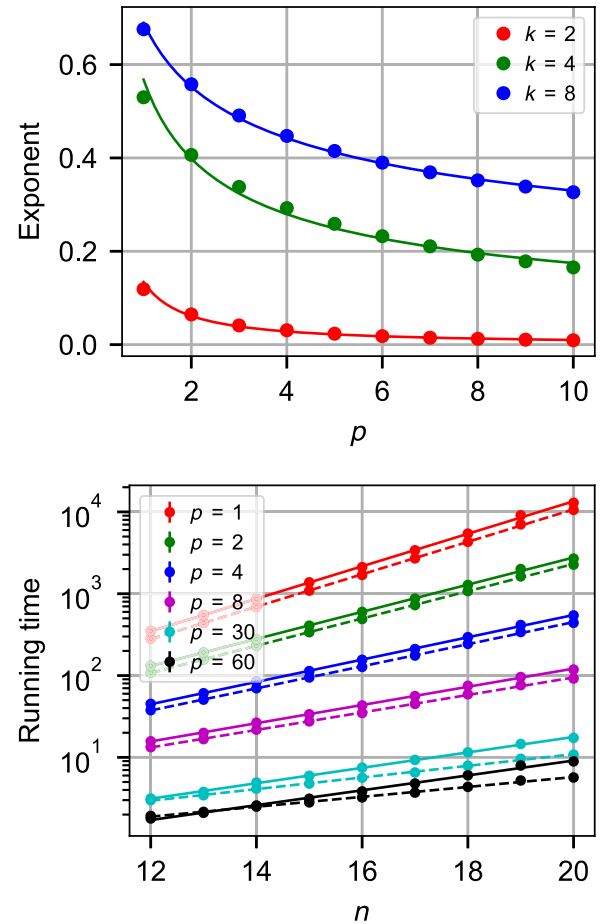 0.6
0.4
0.2
0.0
Exponent
k = 2
k = 4
k = 8
2 4 6 8 10
p
10^4
10^3
10^2
10^1
Running time
p = 1
p = 2
p = 4
p = 8
p = 30
p = 60
12 14 16 18 20
n